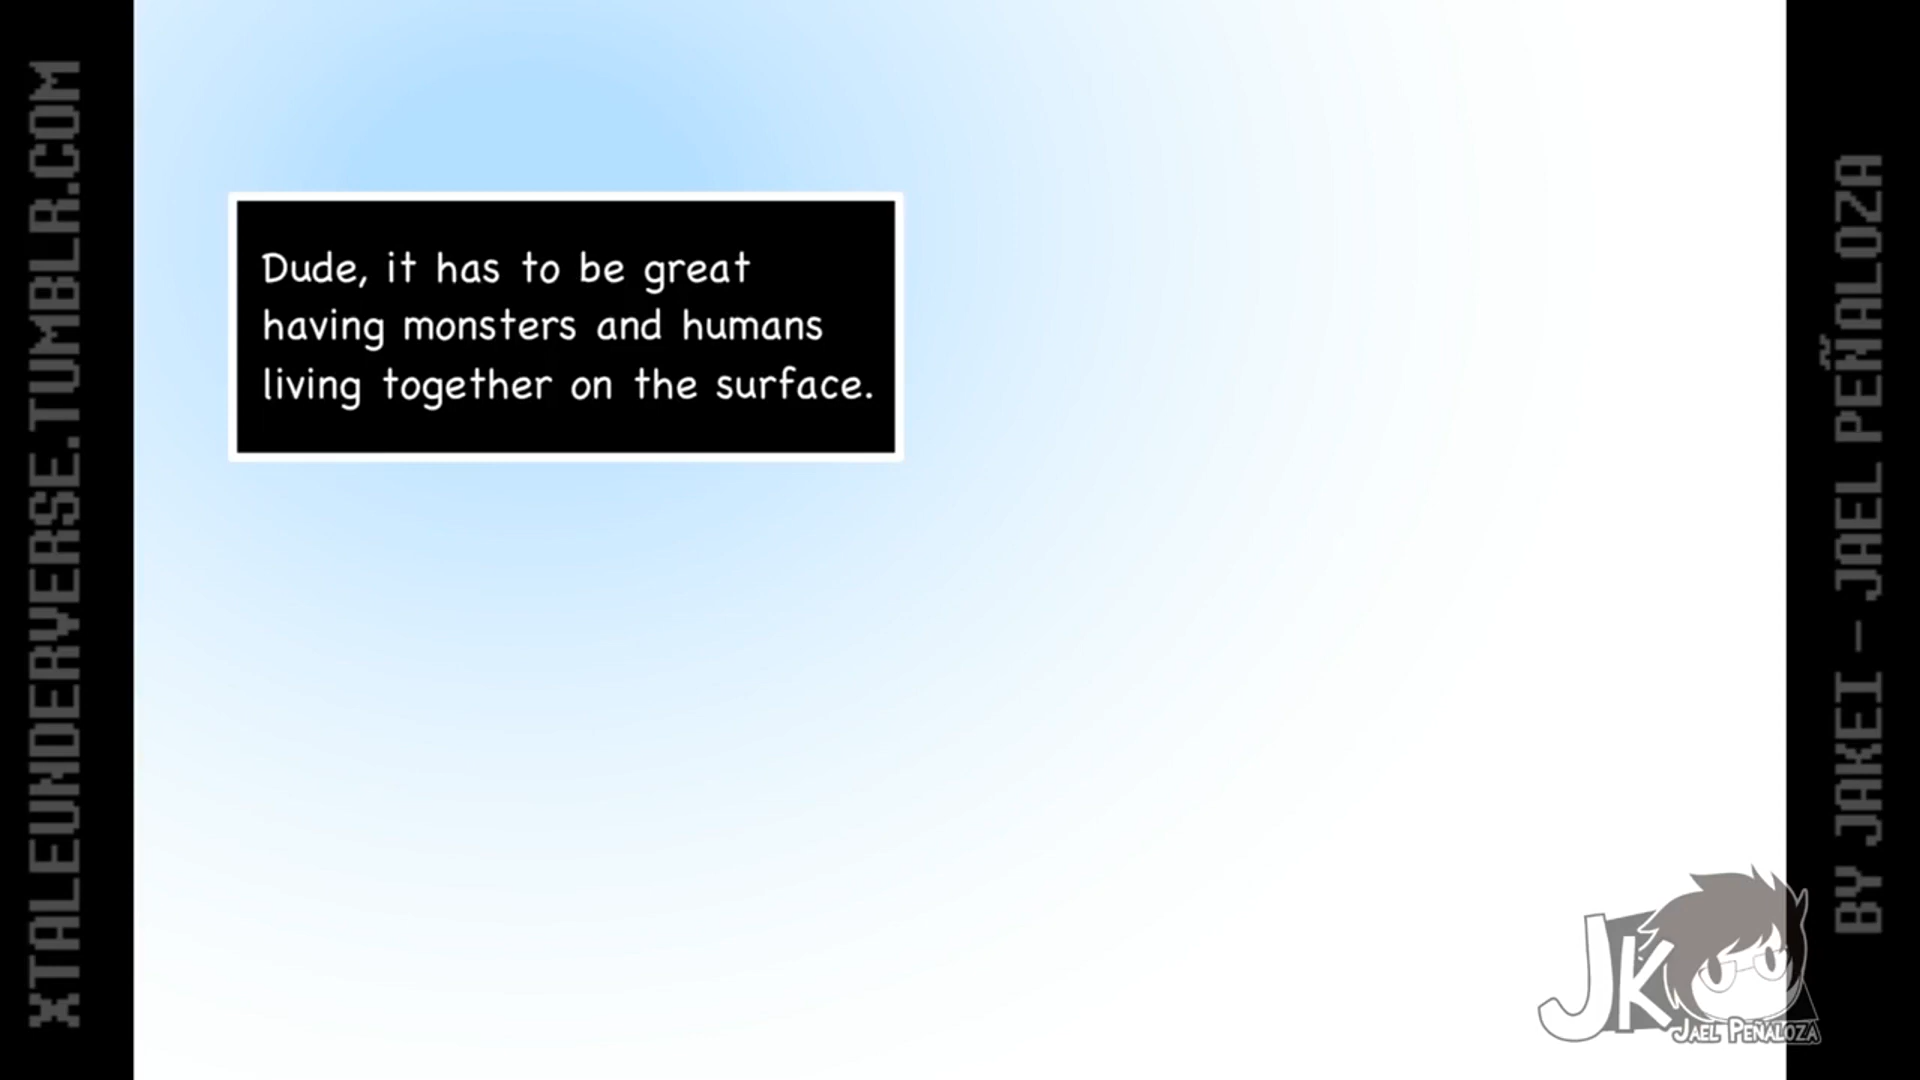 XTALEUNDERVERSE.TUMBLR.COM
Dude, it has to be great
having monsters and humans
living together on the surface.
BY JAKEI - JAEL PEÑALOZA
JK
JAEL PEÑALOZA